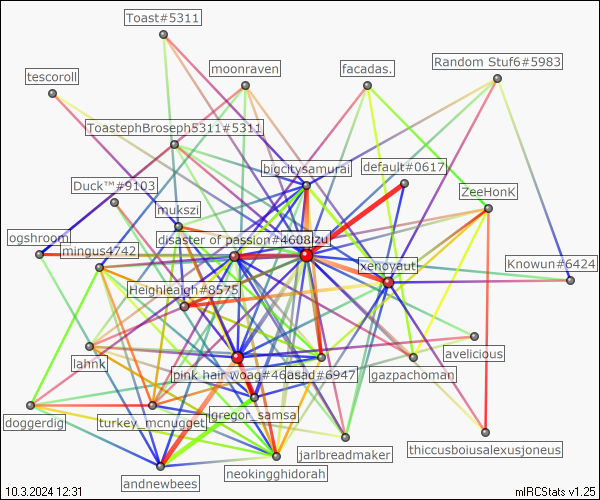 Toast#5311
tescoroll
moonraven
facadas.
Random Stuf6#5983
ToastephBroseph5311#5311
bigcitysamurai
default#0617
Duck™#9103
ZeeHonK
mukszi
ogshroom
mingus4742
disaster of passion#4608
xenovaut
Knowun#6424
Heighleaigh#8575
avelicious
lahnk
pink hair woag#46
asad#6947
gazpachoman
doggerdig
turkey_mcnugget
gregor_samsa
jarlbreadmaker
thiccusboiusalexusjoneus
andnewbees
neokingghidorah
10.3.2024 12:31
mIRCStats v1.25